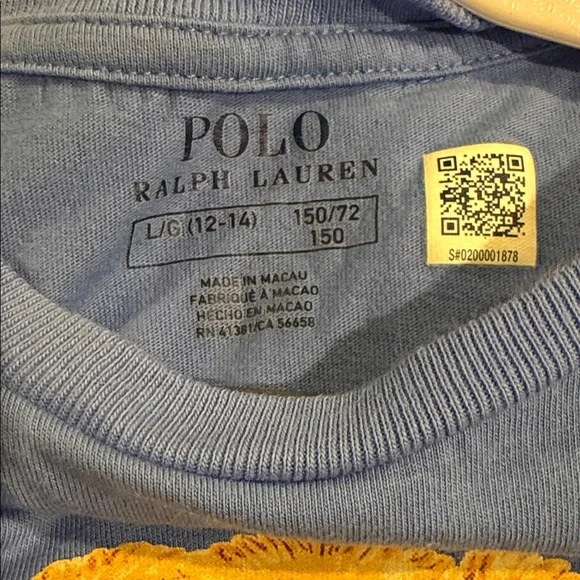 POLO
RALPH LAUREN
L/G (12-14) 150/72
150
MADE IN MACAU
FABRIQUÉ À MACAO
HECHO EN MACAO
RN 41381/CA 56658
S#0200001878